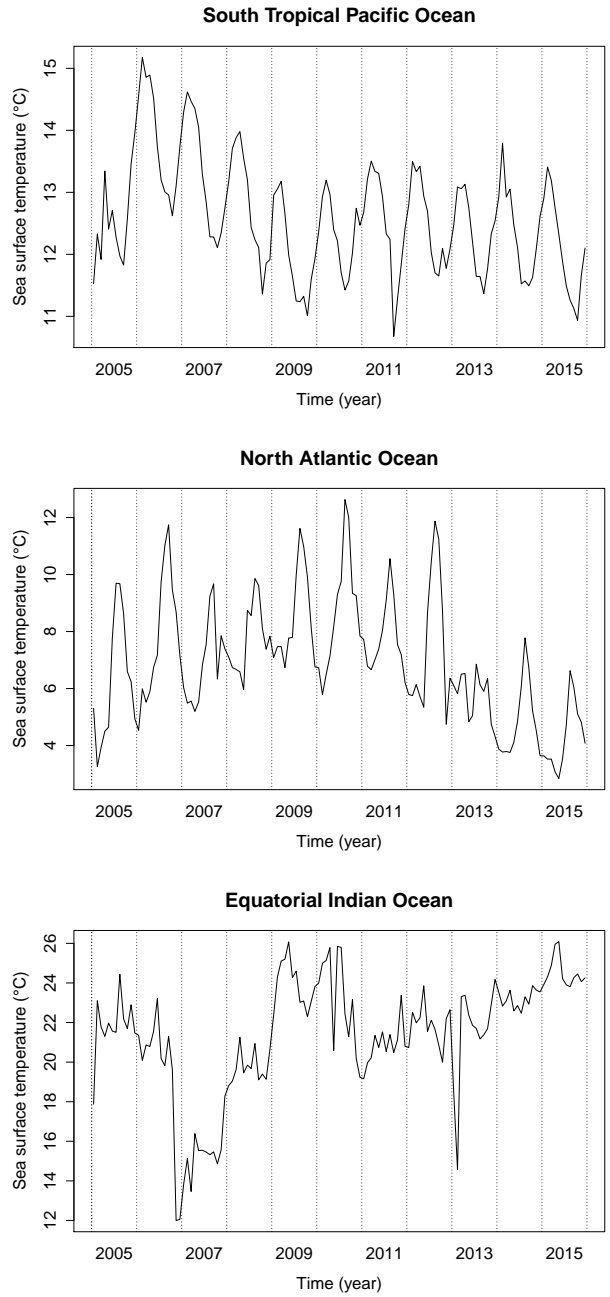 South Tropical Pacific Ocean
Sea surface temperature (°C)
15
14
13
12
11
2005 2007 2009 2011 2013 2015
Time (year)
North Atlantic Ocean
Sea surface temperature (°C)
12
10
8
6
4
2005 2007 2009 2011 2013 2015
Time (year)
Equatorial Indian Ocean
Sea surface temperature (°C)
26
24
22
20
18
16
14
12
2005 2007 2009 2011 2013 2015
Time (year)